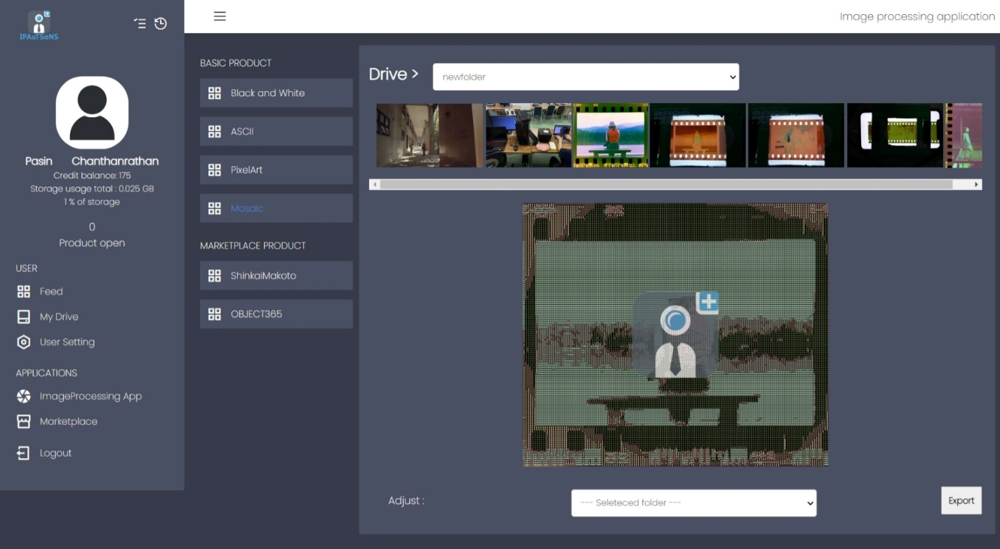 IPAuTSoNS
Image processing application
Pasin Chanthanrathan
Credit balance: 175
Storage usage total : 0.025 GB
1 % of storage
0
Product open
USER
Feed
My Drive
User Setting
APPLICATIONS
ImageProcessing App
Marketplace
Logout
BASIC PRODUCT
Black and White
ASCII
PixelArt
Mosaic
MARKETPLACE PRODUCT
ShinkaiMakoto
OBJECT365
Drive >
newfolder
Adjust :
--- Seleteced folder ---
Export